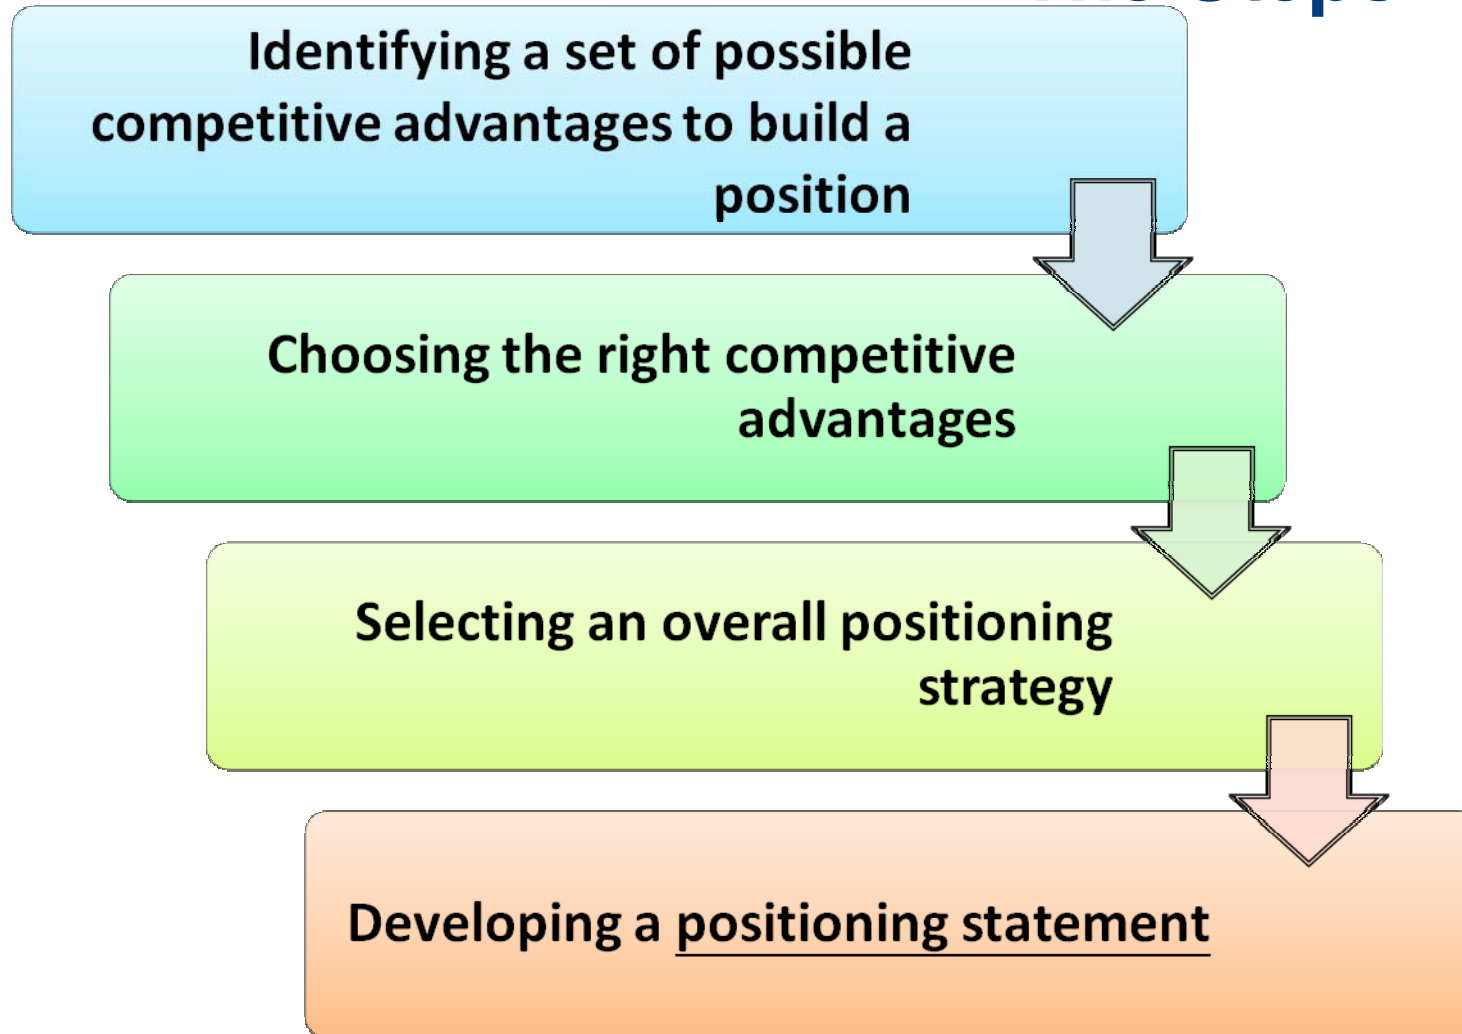 Identifying a set of possible
competitive advantages to build a
position
Choosing the right competitive
advantages
Selecting an overall positioning
strategy
Developing a positioning statement